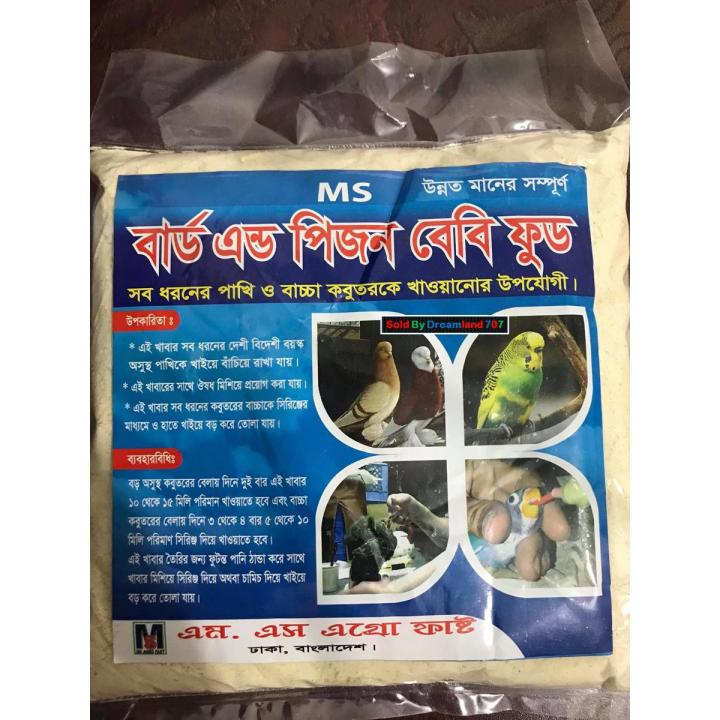 MS
উন্নত মানের সম্পূর্ণ
বার্ড এন্ড পিজন বেবি ফুড
সব ধরনের পাখি ও বাচ্চা কবুতরকে খাওয়ানোর উপযোগী।
Sold By Dreamland 707
উপকারিতা :
* এই খাবার সব ধরনের দেশী বিদেশী বয়স্ক
অসুস্থ পাখিকে খাইয়ে বাঁচিয়ে রাখা যায়।
* এই খাবারের সাথে ঔষধ মিশিয়ে প্রয়োগ করা যায়।
* এই খাবার সব ধরনের কবুতরের বাচ্চাকে সিরিঞ্জের
মাধ্যমে ও হাতে খাইয়ে বড় করে তোলা যায়।
ব্যবহারবিধিঃ
বড় অসুস্থ কবুতরের বেলায় দিনে দুই বার এই খাবার
১০ থেকে ১৫ মিলি পরিমান খাওয়াতে হবে এবং বাচ্চা
কবুতরের বেলায় দিনে ৩ থেকে ৪ বার ৫ থেকে ১০
মিলি পরিমাণ সিরিঞ্জ দিয়ে খাওয়াতে হবে।
এই খাবার তৈরির জন্য ফুটন্ত পানি ঠান্ডা করে সাথে
খাবার মিশিয়ে সিরিঞ্জ দিয়ে অথবা চামিচ দিয়ে খাইয়ে
বড় করে তোলা যায়।
এম. এস এগ্রো ফাষ্ট
ঢাকা, বাংলাদেশ।